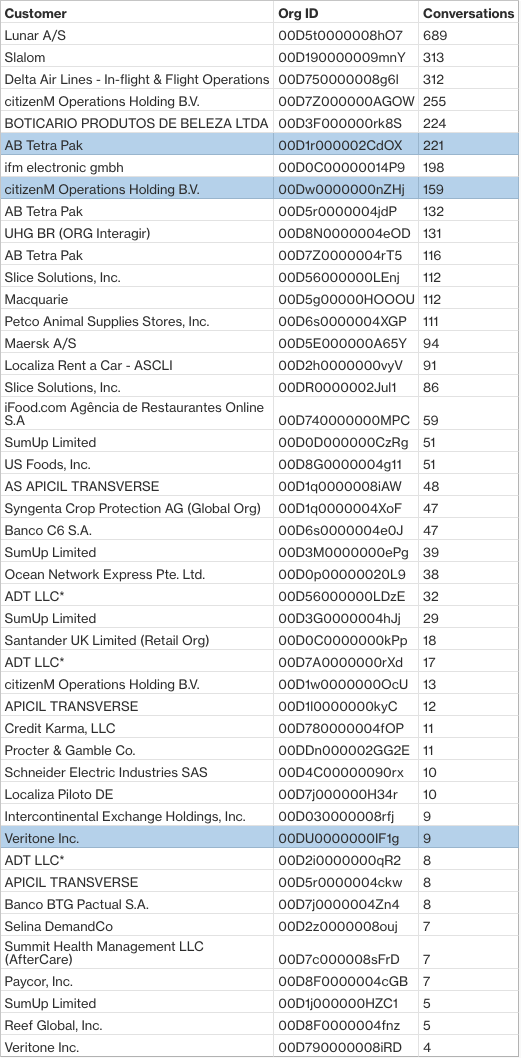 Customer Org ID Conversations
Lunar A/S 00D5t0000008hO7 689
Slalom 00D190000009mnY 313
Delta Air Lines - In-flight & Flight Operations 00D750000008g6l 312
citizenM Operations Holding B.V. 00D7Z000000AGOW 255
BOTICARIO PRODUTOS DE BELEZA LTDA 00D3F000000rk8S 224
AB Tetra Pak 00D1r000002CdOX 221
ifm electronic gmbh 00D0C00000014P9 198
citizenM Operations Holding B.V. 00Dw0000000nZHj 159
AB Tetra Pak 00D5r0000004jdP 132
UHG BR (ORG Interagir) 00D8N0000004eOD 131
AB Tetra Pak 00D7Z0000004rT5 116
Slice Solutions, Inc. 00D56000000LEnj 112
Macquarie 00D5g00000HOOOU 112
Petco Animal Supplies Stores, Inc. 00D6s0000004XGP 111
Maersk A/S 00D5E000000A65Y 94
Localiza Rent a Car - ASCLI 00D2h0000000vyV 91
Slice Solutions, Inc. 00DR0000002Jul1 86
iFood.com Agência de Restaurantes Online
S.A 00D740000000MPC 59
SumUp Limited 00D0D000000CzRg 51
US Foods, Inc. 00D8G0000004g11 51
AS APICIL TRANSVERSE 00D1q0000008iAW 48
Syngenta Crop Protection AG (Global Org) 00D1q0000004XoF 47
Banco C6 S.A. 00D6s0000004e0J 47
SumUp Limited 00D3M0000000ePg 39
Ocean Network Express Pte. Ltd. 00D0p00000020L9 38
ADT LLC* 00D56000000LDzE 32
SumUp Limited 00D3G0000004hJj 29
Santander UK Limited (Retail Org) 00D0C0000000kPp 18
ADT LLC* 00D7A0000000rXd 17
citizenM Operations Holding B.V. 00D1w0000000OcU 13
APICIL TRANSVERSE 00D1l0000000kyC 12
Credit Karma, LLC 00D780000004fOP 11
Procter & Gamble Co. 00DDn000002GG2E 11
Schneider Electric Industries SAS 00D4C00000090rx 10
Localiza Piloto DE 00D7j000000H34r 10
Intercontinental Exchange Holdings, Inc. 00D030000008rfj 9
Veritone Inc. 00DU0000000IF1g 9
ADT LLC* 00D2i0000000qR2 8
APICIL TRANSVERSE 00D5r0000004ckw 8
Banco BTG Pactual S.A. 00D7j0000004Zn4 8
Selina DemandCo 00D2z0000008ouj 7
Summit Health Management LLC
(AfterCare) 00D7c000008sFrD 7
Paycor, Inc. 00D8F0000004cGB 7
SumUp Limited 00D1j000000HZC1 5
Reef Global, Inc. 00D8F0000004fnz 5
Veritone Inc. 00D790000008iRD 4